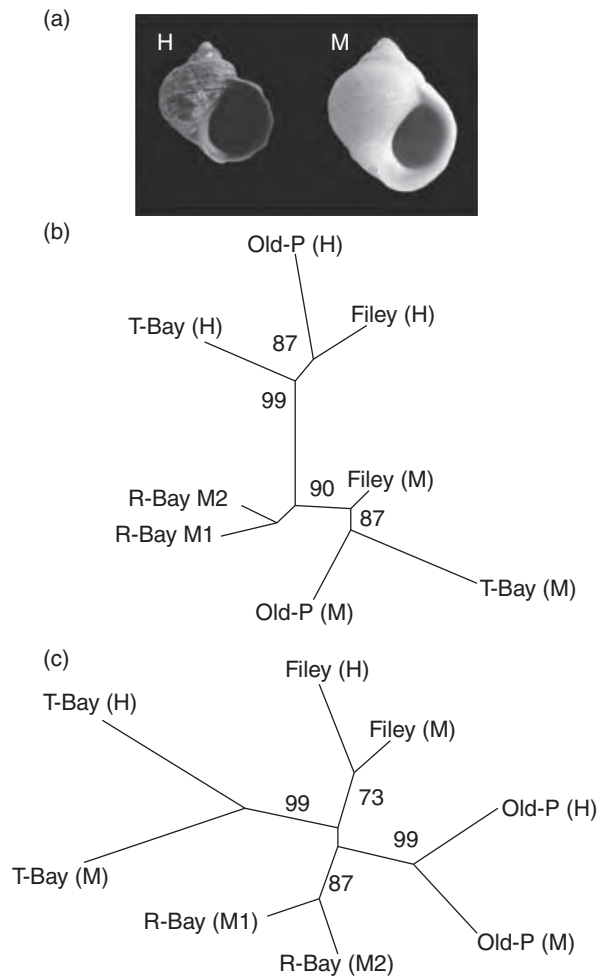 (a)
H M
(b)
Old-P (H)
T-Bay (H)
Filey (H)
87
99
R-Bay M2
R-Bay M1
90
Filey (M)
87
T-Bay (M)
Old-P (M)
(c)
Filey (H)
T-Bay (H)
Filey (M)
99
73
Old-P (H)
99
T-Bay (M)
87
R-Bay (M1)
Old-P (M)
R-Bay (M2)